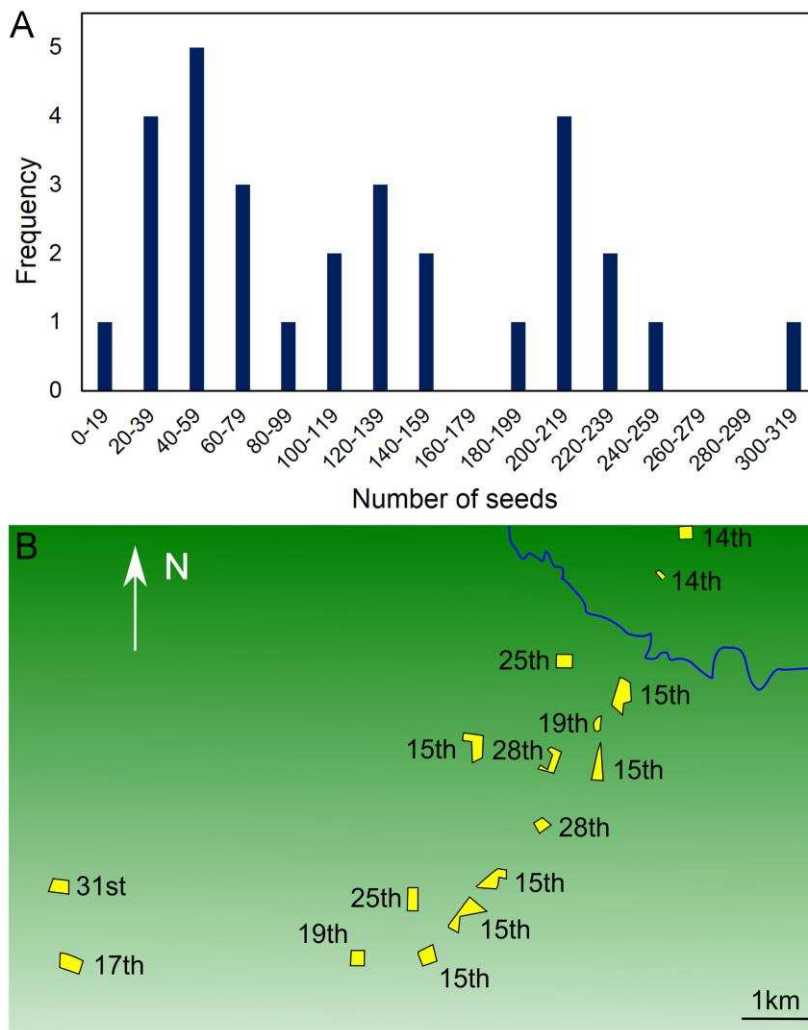 A
5
4
3
2
1
0
Frequency
0-19
20-39
40-59
60-79
80-99
100-119
120-139
140-159
160-179
180-199
200-219
220-239
240-259
260-279
280-299
300-319
Number of seeds
B
N
14th
14th
25th
15th
19th
15th
28th
15th
28th
31st
15th
25th
15th
19th
15th
17th
1km